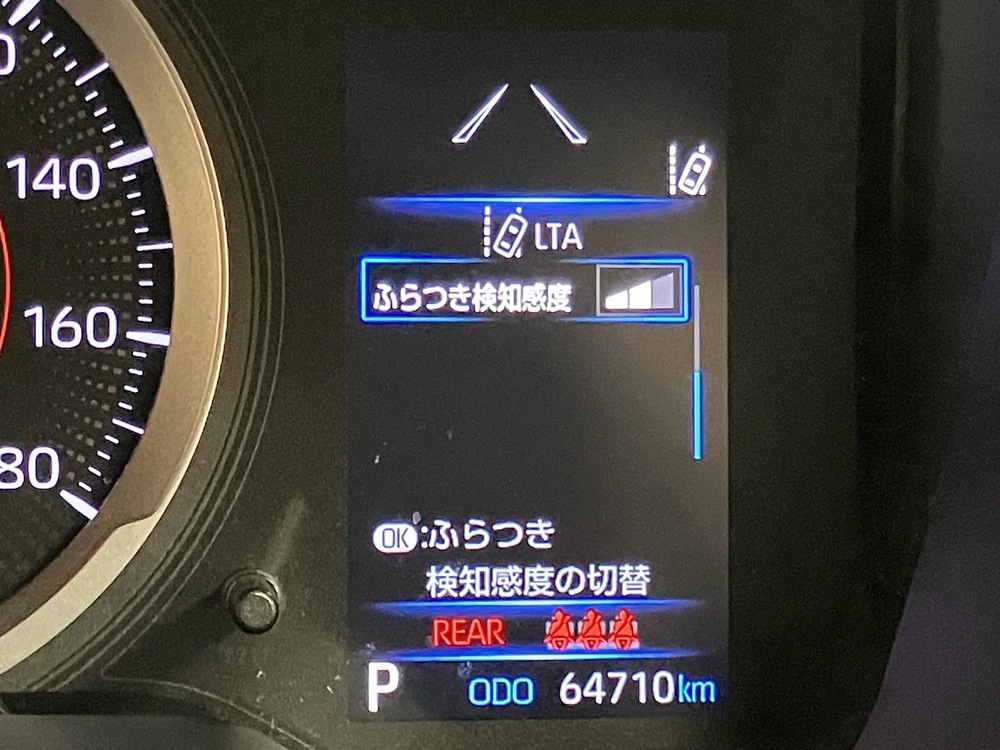 140
160
80
LTA
ふらつき検知感度
OK:ふらつき
検知感度の切替
REAR
P ODO 64710km